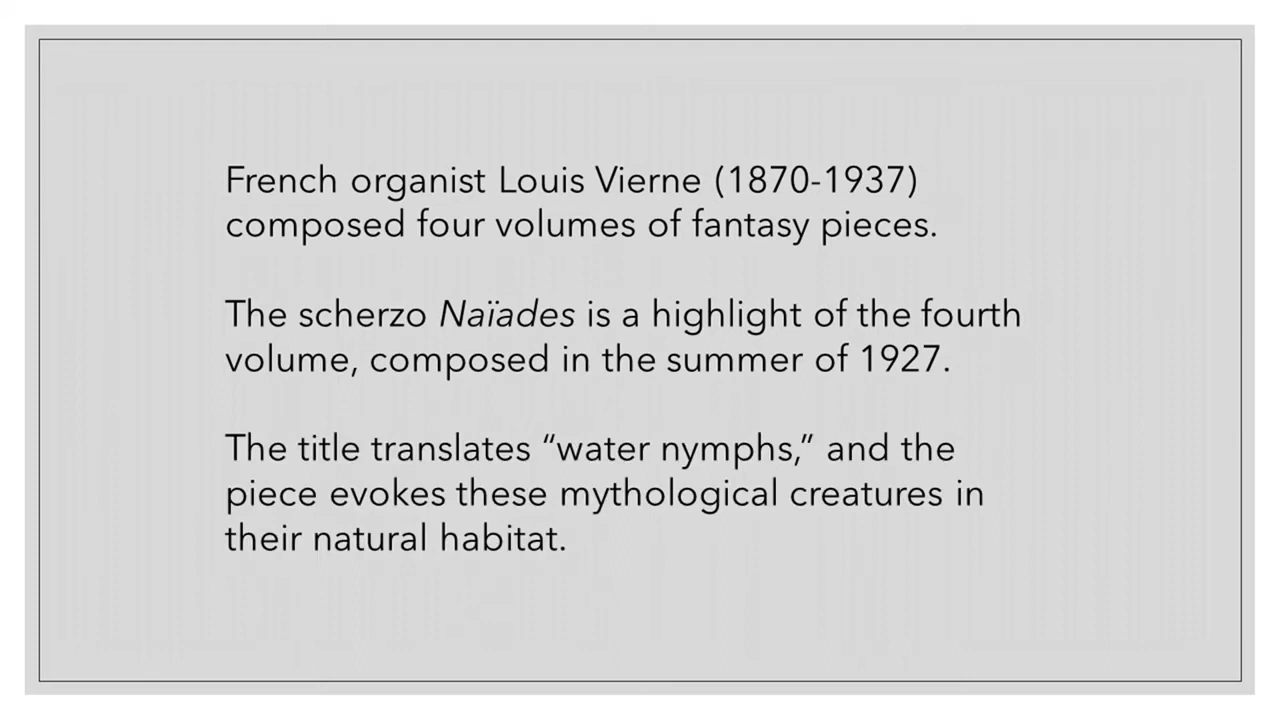 French organist Louis Vierne (1870-1937)
composed four volumes of fantasy pieces.
The scherzo Naïades is a highlight of the fourth
volume, composed in the summer of 1927.
The title translates “water nymphs,” and the
piece evokes these mythological creatures in
their natural habitat.